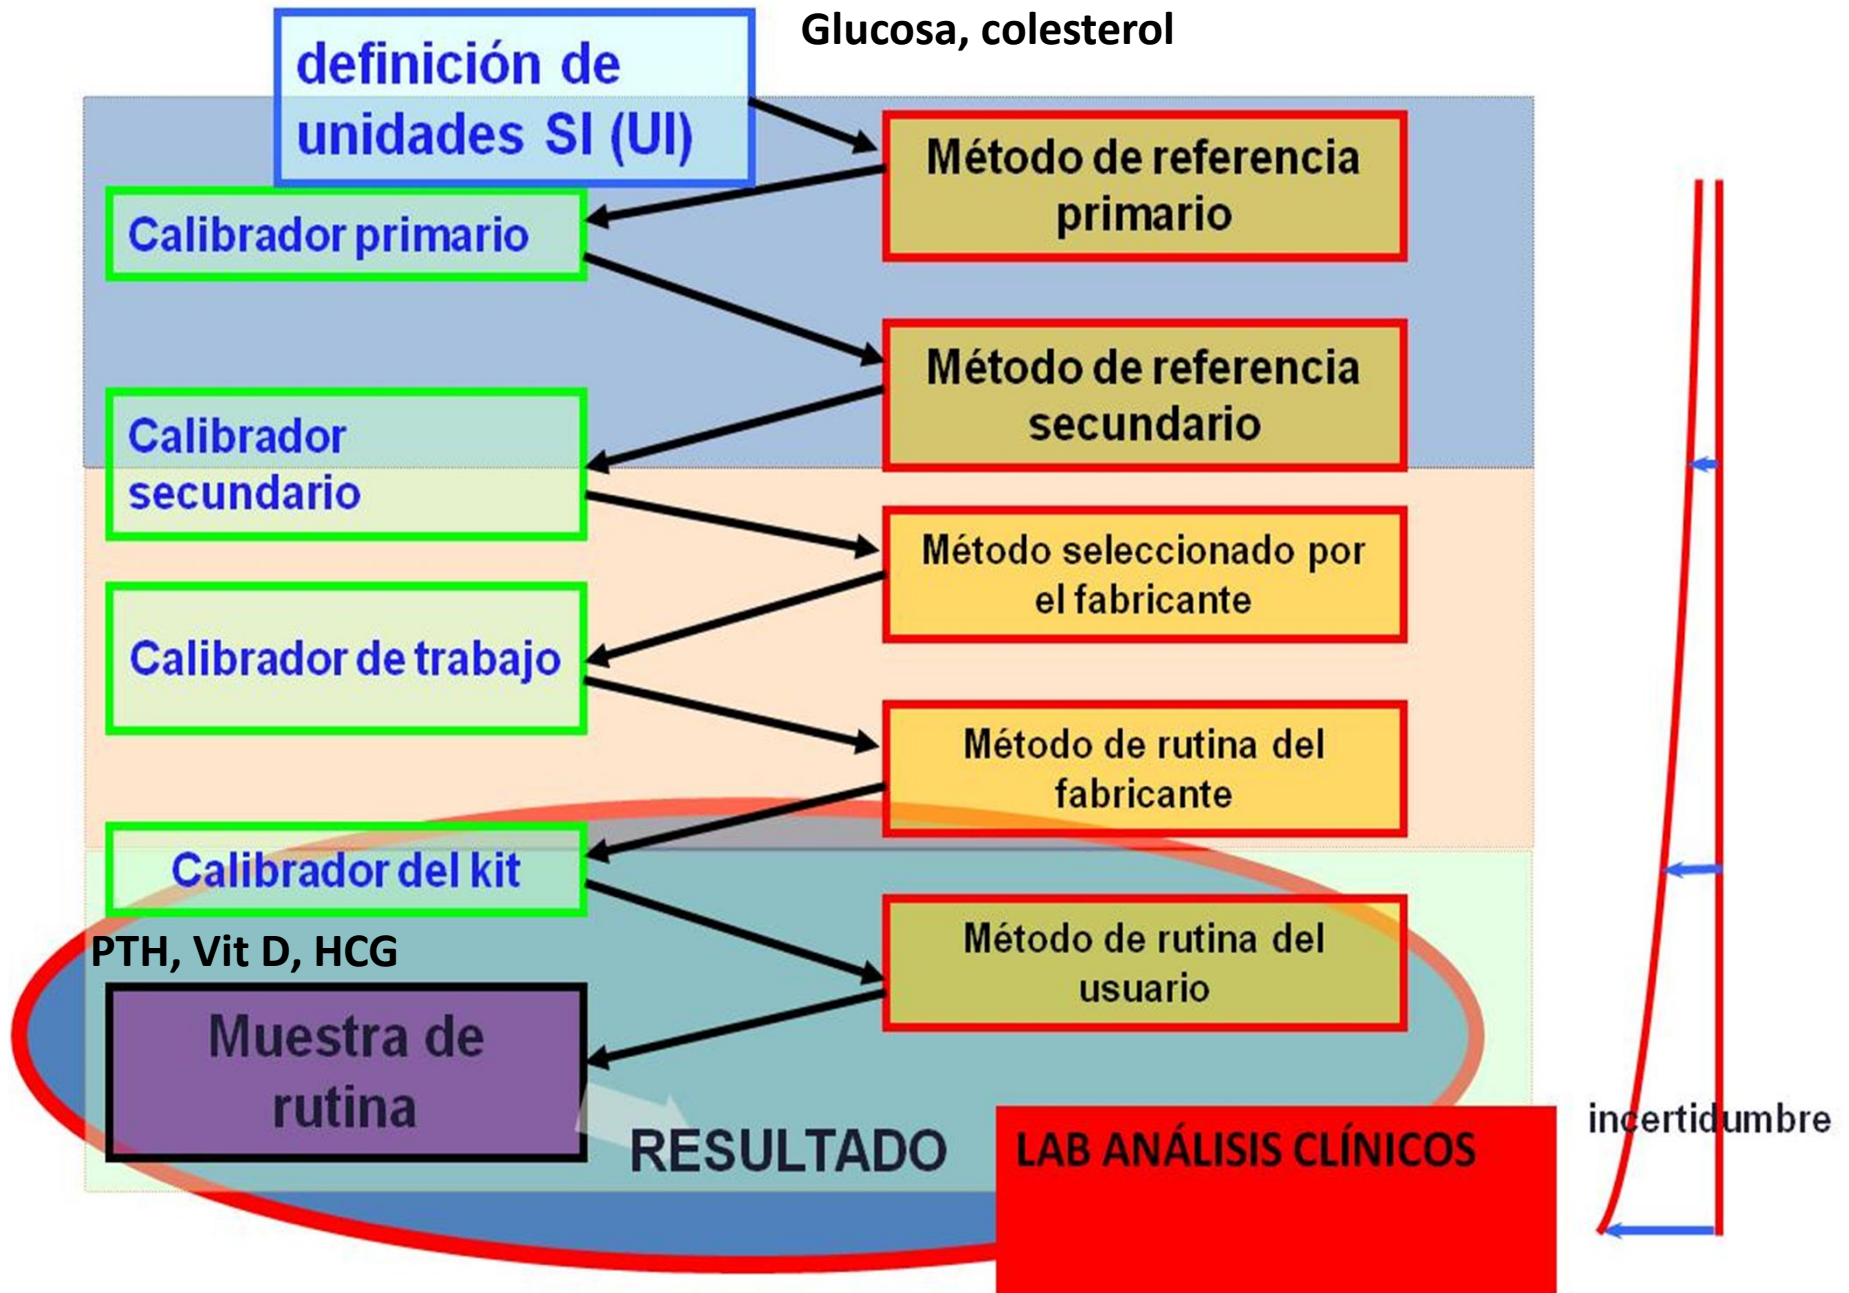 Glucosa, colesterol
definición de
unidades SI (UI)
Método de referencia
primario
Calibrador primario
Método de referencia
secundario
Calibrador
secundario
Método seleccionado por
el fabricante
Calibrador de trabajo
Método de rutina del
fabricante
Calibrador del kit
Método de rutina del
usuario
PTH, Vit D, HCG
Muestra de
rutina
RESULTADO
LAB ANÁLISIS CLÍNICOS
incertidumbre